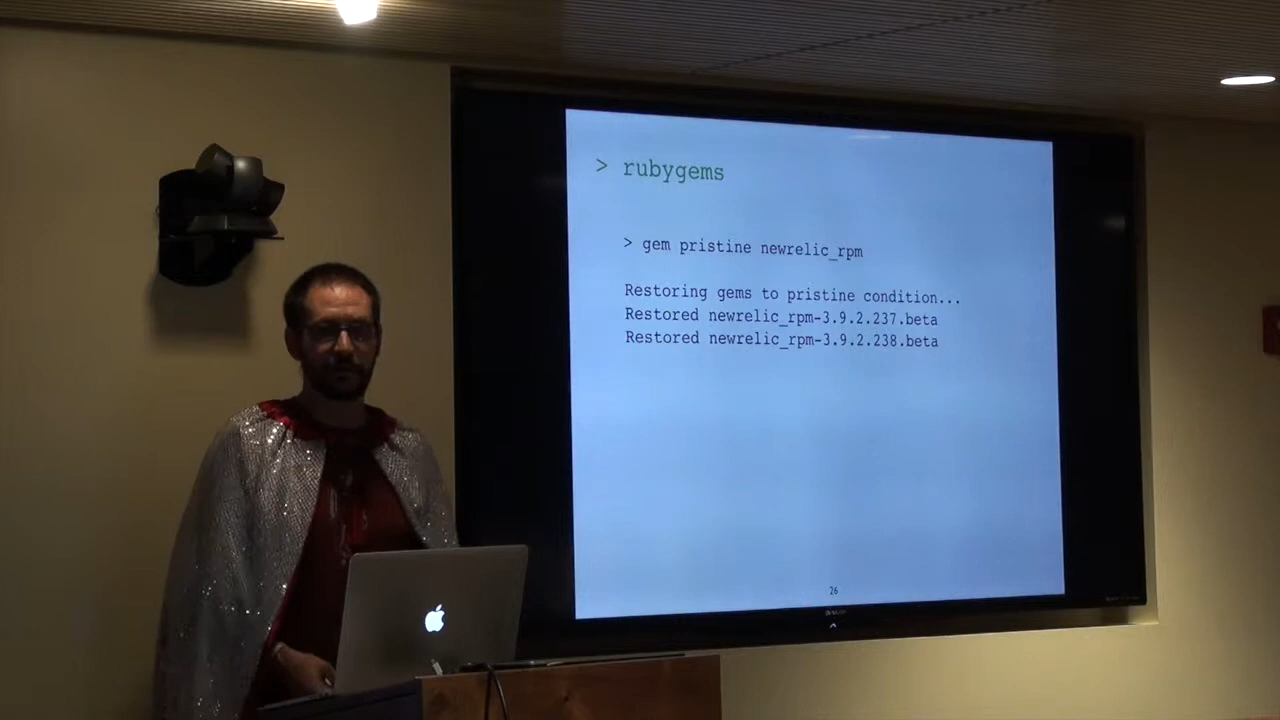 > rubygems
> gem pristine newrelic_rpm
Restoring gems to pristine condition...
Restored newrelic_rpm-3.9.2.237.beta
Restored newrelic_rpm-3.9.2.238.beta
26